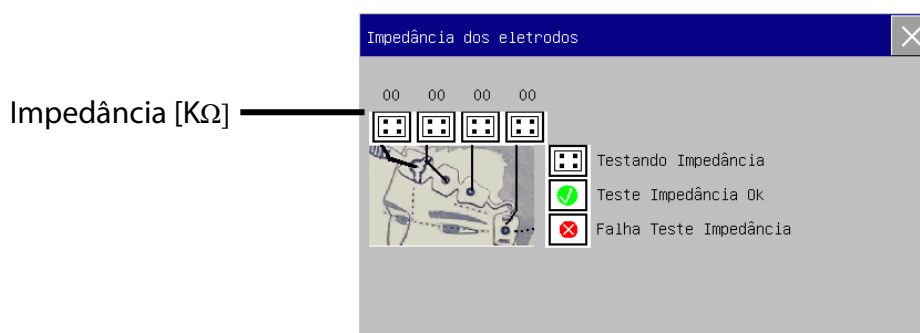 Impedância dos eletrodos
00 00 00 00
Impedância [KΩ]
Testando Impedância
Teste Impedância Ok
Falha Teste Impedância